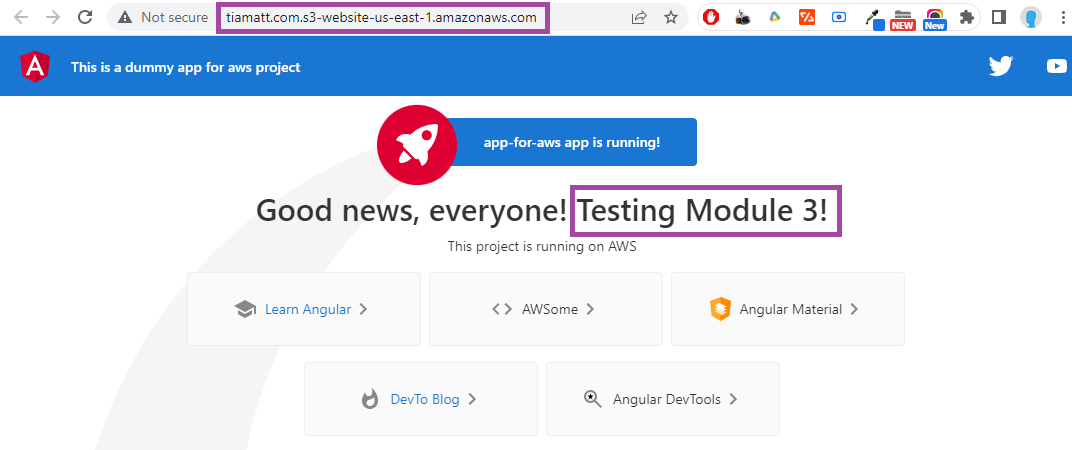 Not secure tiamatt.com.s3-website-us-east-1.amazonaws.com
NEW
New
This is a dummy app for aws project
app-for-aws app is running!
Good news, everyone! Testing Module 3!
This project is running on AWS
Learn Angular
AWSome
Angular Material
DevTo Blog
Angular DevTools